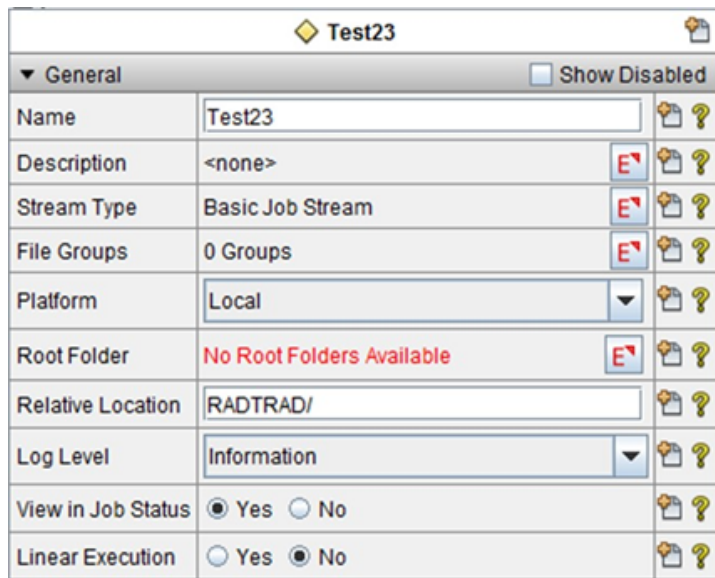 Test23
General
Show Disabled
Name Test23
Description <none> E
Stream Type Basic Job Stream E
File Groups 0 Groups E
Platform Local
Root Folder No Root Folders Available E
Relative Location RADTRAD/
Log Level Information
View in Job Status Yes No
Linear Execution Yes No